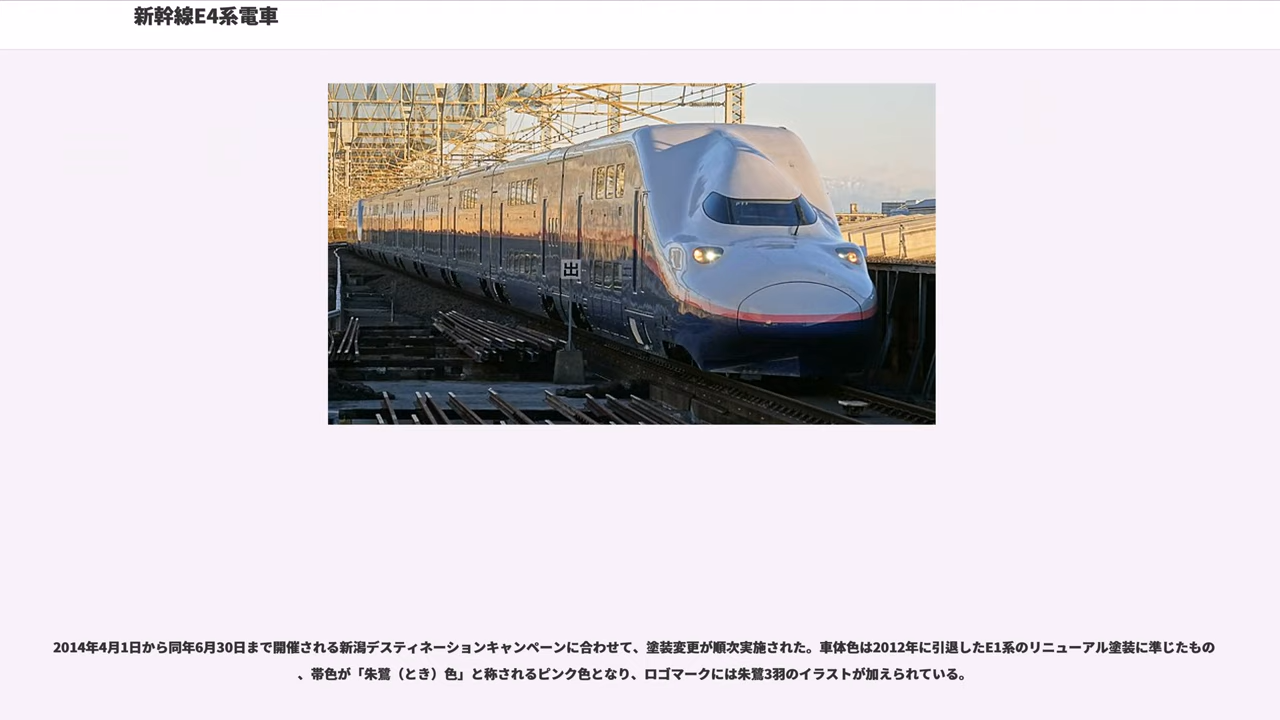 新幹線E4系電車
出
2014年4月1日から同年6月30日まで開催される新潟デスティネーションキャンペーンに合わせて、塗装変更が順次実施された。車体色は2012年に引退したE1系のリニューアル塗装に準じたもの
、帯色が「朱鷺（とき）色」と称されるピンク色となり、ロゴマークには朱鷺3羽のイラストが加えられている。